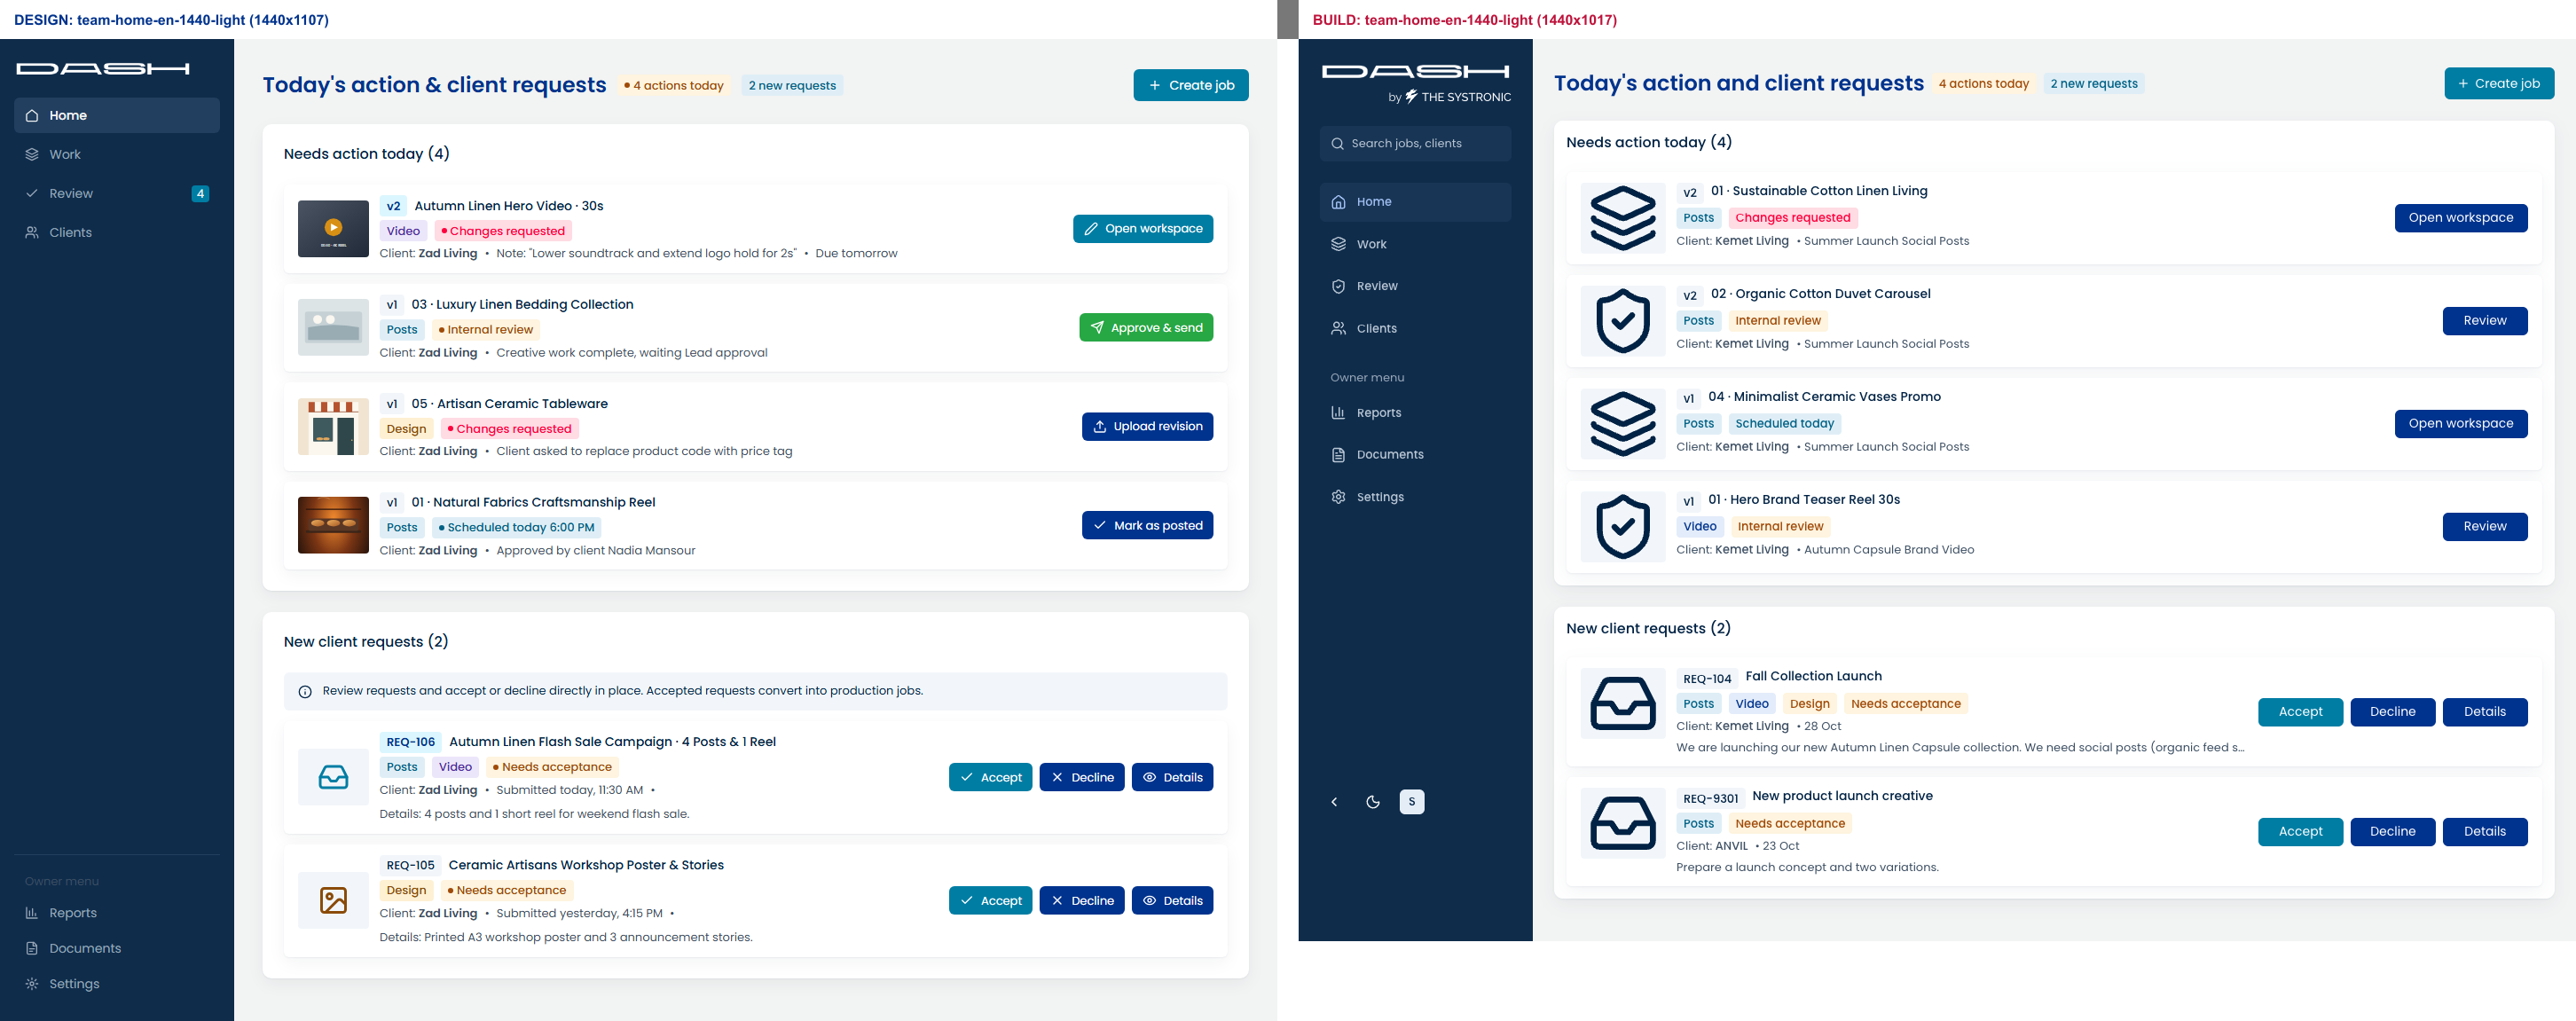 DESIGN: team-home-en-1440-light (1440x1107)
DASH
Home
Work
Review 4
Clients
Owner menu
Reports
Documents
Settings
Today's action & client requests • 4 actions today 2 new requests + Create job
Needs action today (4)
v2 Autumn Linen Hero Video · 30s
Video • Changes requested
Client: Zad Living • Note: "Lower soundtrack and extend logo hold for 2s" • Due tomorrow
Open workspace
v1 03 · Luxury Linen Bedding Collection
Posts • Internal review
Client: Zad Living • Creative work complete, waiting Lead approval
Approve & send
v1 05 · Artisan Ceramic Tableware
Design • Changes requested
Client: Zad Living • Client asked to replace product code with price tag
Upload revision
v1 01 · Natural Fabrics Craftsmanship Reel
Posts • Scheduled today 6:00 PM
Client: Zad Living • Approved by client Nadia Mansour
Mark as posted
New client requests (2)
Review requests and accept or decline directly in place. Accepted requests convert into production jobs.
REQ-106 Autumn Linen Flash Sale Campaign · 4 Posts & 1 Reel
Posts Video • Needs acceptance
Client: Zad Living • Submitted today, 11:30 AM •
Details: 4 posts and 1 short reel for weekend flash sale.
Accept Decline Details
REQ-105 Ceramic Artisans Workshop Poster & Stories
Design • Needs acceptance
Client: Zad Living • Submitted yesterday, 4:15 PM •
Details: Printed A3 workshop poster and 3 announcement stories.
Accept Decline Details
BUILD: team-home-en-1440-light (1440x1017)
DASH
by THE SYSTRONIC
Search jobs, clients
Home
Work
Review
Clients
Owner menu
Reports
Documents
Settings
S
Today's action and client requests 4 actions today 2 new requests + Create job
Needs action today (4)
v2 01 · Sustainable Cotton Linen Living
Posts Changes requested
Client: Kemet Living • Summer Launch Social Posts
Open workspace
v2 02 · Organic Cotton Duvet Carousel
Posts Internal review
Client: Kemet Living • Summer Launch Social Posts
Review
v1 04 · Minimalist Ceramic Vases Promo
Posts Scheduled today
Client: Kemet Living • Summer Launch Social Posts
Open workspace
v1 01 · Hero Brand Teaser Reel 30s
Video Internal review
Client: Kemet Living • Autumn Capsule Brand Video
Review
New client requests (2)
REQ-104 Fall Collection Launch
Posts Video Design Needs acceptance
Client: Kemet Living • 28 Oct
We are launching our new Autumn Linen Capsule collection. We need social posts (organic feed s...
Accept Decline Details
REQ-9301 New product launch creative
Posts Needs acceptance
Client: ANVIL • 23 Oct
Prepare a launch concept and two variations.
Accept Decline Details